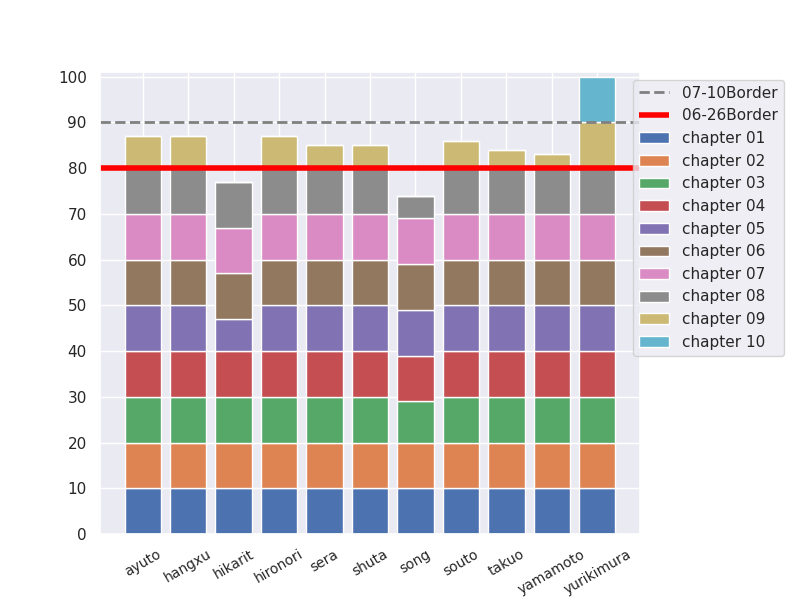 100
90
80
70
60
50
40
30
20
10
0
ayuto
hangxu
hikarit
hironori
sera
shuta
song
souto
takuo
yamamoto
yurikimura
07-10Border
06-26Border
chapter 01
chapter 02
chapter 03
chapter 04
chapter 05
chapter 06
chapter 07
chapter 08
chapter 09
chapter 10